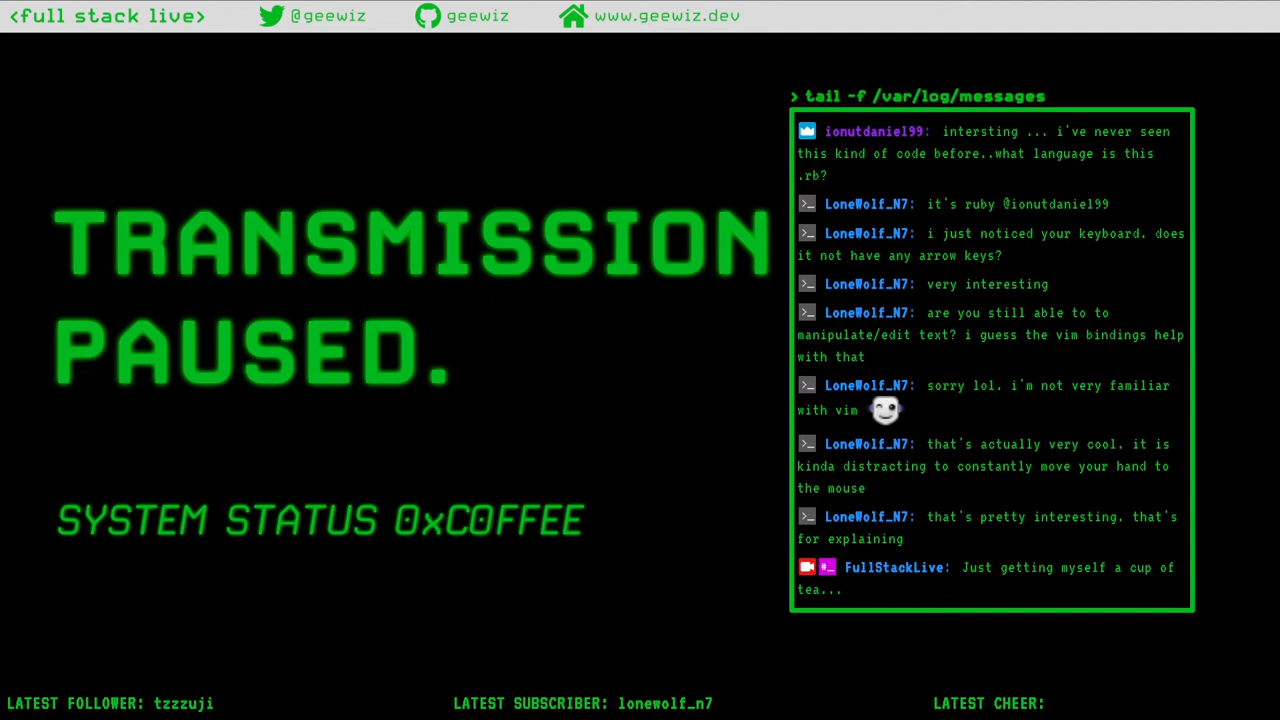 <full stack live> @geewiz geewiz www.geewiz.dev
> tail -f /var/log/messages
TRANSMISSION
PAUSED.
SYSTEM STATUS 0xC0FFEE
ionutdaniel99: intersting ... i've never seen
this kind of code before..what language is this
.rb?
>_ LoneWolf_N7: it's ruby @ionutdaniel99
>_ LoneWolf_N7: i just noticed your keyboard. does
it not have any arrow keys?
>_ LoneWolf_N7: very interesting
>_ LoneWolf_N7: are you still able to to
manipulate/edit text? i guess the vim bindings help
with that
>_ LoneWolf_N7: sorry lol. i'm not very familiar
with vim
>_ LoneWolf_N7: that's actually very cool. it is
kinda distracting to constantly move your hand to
the mouse
>_ LoneWolf_N7: that's pretty interesting. that's
for explaining
#_ FullStackLive: Just getting myself a cup of
tea...
LATEST FOLLOWER: tzzzuji LATEST SUBSCRIBER: lonewolf_n7 LATEST CHEER: